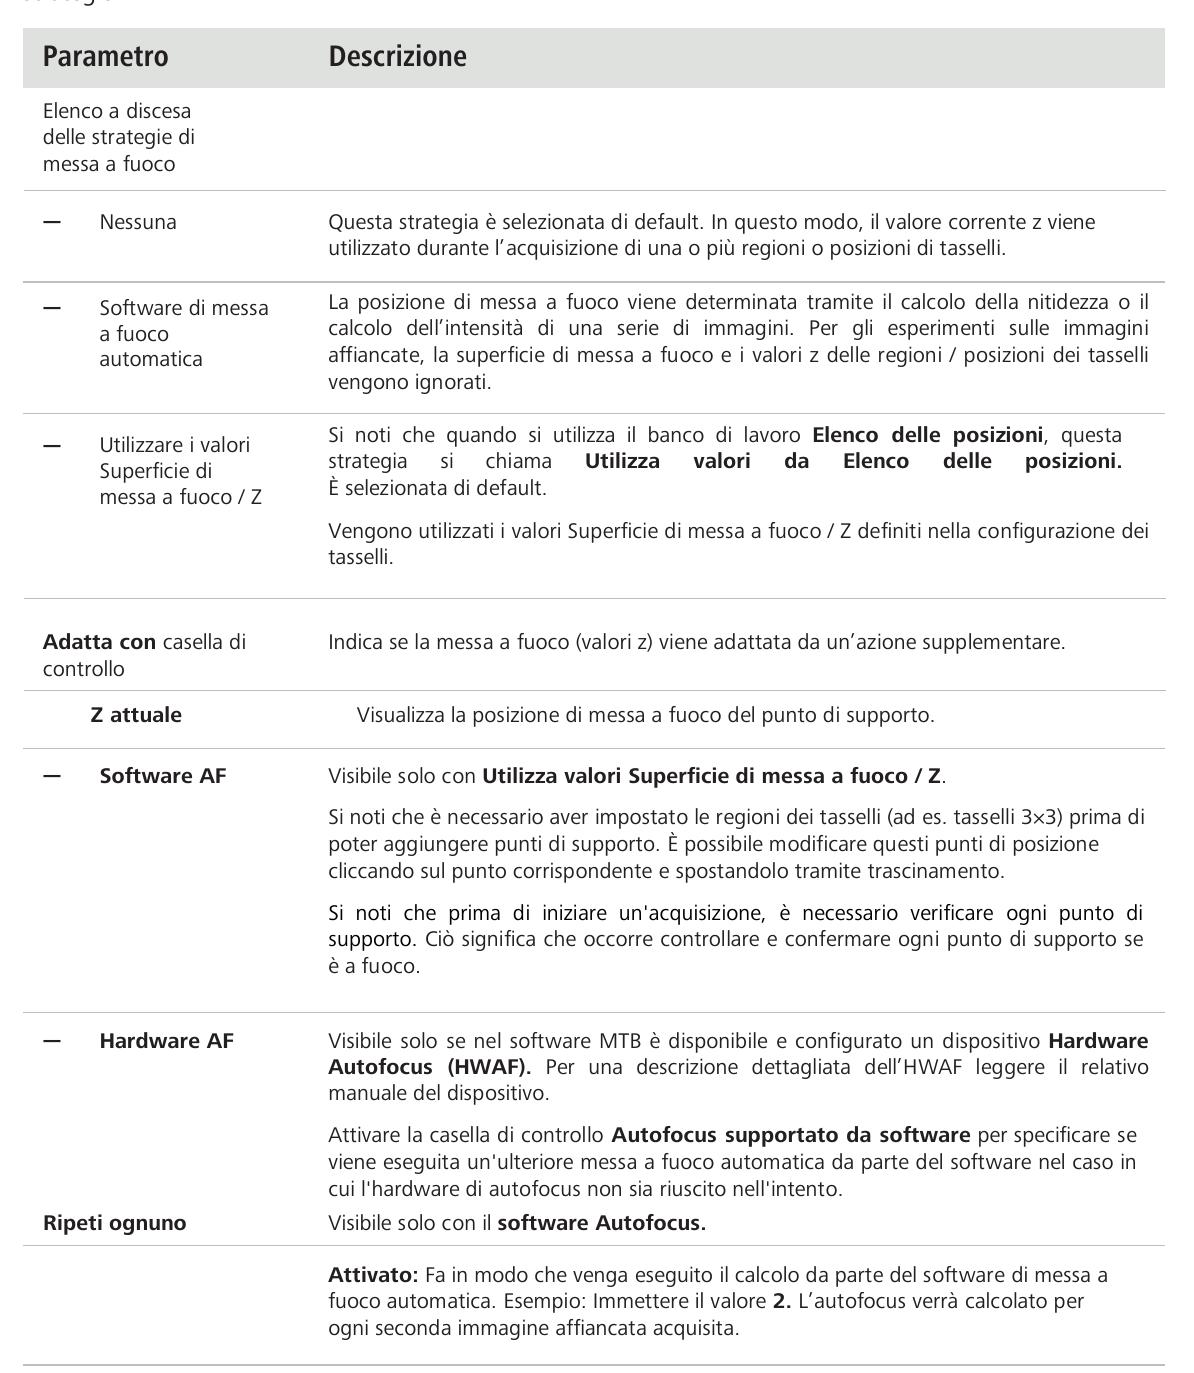 Parametro Descrizione
Elenco a discesa
delle strategie di
messa a fuoco
— Nessuna
Questa strategia è selezionata di default. In questo modo, il valore corrente z viene
utilizzato durante l’acquisizione di una o più regioni o posizioni di tasselli.
— Software di messa
a fuoco
automatica
La posizione di messa a fuoco viene determinata tramite il calcolo della nitidezza o il
calcolo dell’intensità di una serie di immagini. Per gli esperimenti sulle immagini
affiancate, la superficie di messa a fuoco e i valori z delle regioni / posizioni dei tasselli
vengono ignorati.
— Utilizzare i valori
Superficie di
messa a fuoco / Z
Si noti che quando si utilizza il banco di lavoro Elenco delle posizioni, questa
strategia si chiama Utilizza valori da Elenco delle posizioni.
È selezionata di default.
Vengono utilizzati i valori Superficie di messa a fuoco / Z definiti nella configurazione dei
tasselli.
Adatta con casella di
controllo
Indica se la messa a fuoco (valori z) viene adattata da un’azione supplementare.
Z attuale
Visualizza la posizione di messa a fuoco del punto di supporto.
— Software AF
Visibile solo con Utilizza valori Superficie di messa a fuoco / Z.
Si noti che è necessario aver impostato le regioni dei tasselli (ad es. tasselli 3×3) prima di
poter aggiungere punti di supporto. È possibile modificare questi punti di posizione
cliccando sul punto corrispondente e spostandolo tramite trascinamento.
Si noti che prima di iniziare un'acquisizione, è necessario verificare ogni punto di
supporto. Ciò significa che occorre controllare e confermare ogni punto di supporto se
è a fuoco.
— Hardware AF
Visibile solo se nel software MTB è disponibile e configurato un dispositivo Hardware
Autofocus (HWAF). Per una descrizione dettagliata dell’HWAF leggere il relativo
manuale del dispositivo.
Attivare la casella di controllo Autofocus supportato da software per specificare se
viene eseguita un'ulteriore messa a fuoco automatica da parte del software nel caso in
cui l'hardware di autofocus non sia riuscito nell'intento.
Ripeti ognuno
Visibile solo con il software Autofocus.
Attivato: Fa in modo che venga eseguito il calcolo da parte del software di messa a
fuoco automatica. Esempio: Immettere il valore 2. L’autofocus verrà calcolato per
ogni seconda immagine affiancata acquisita.